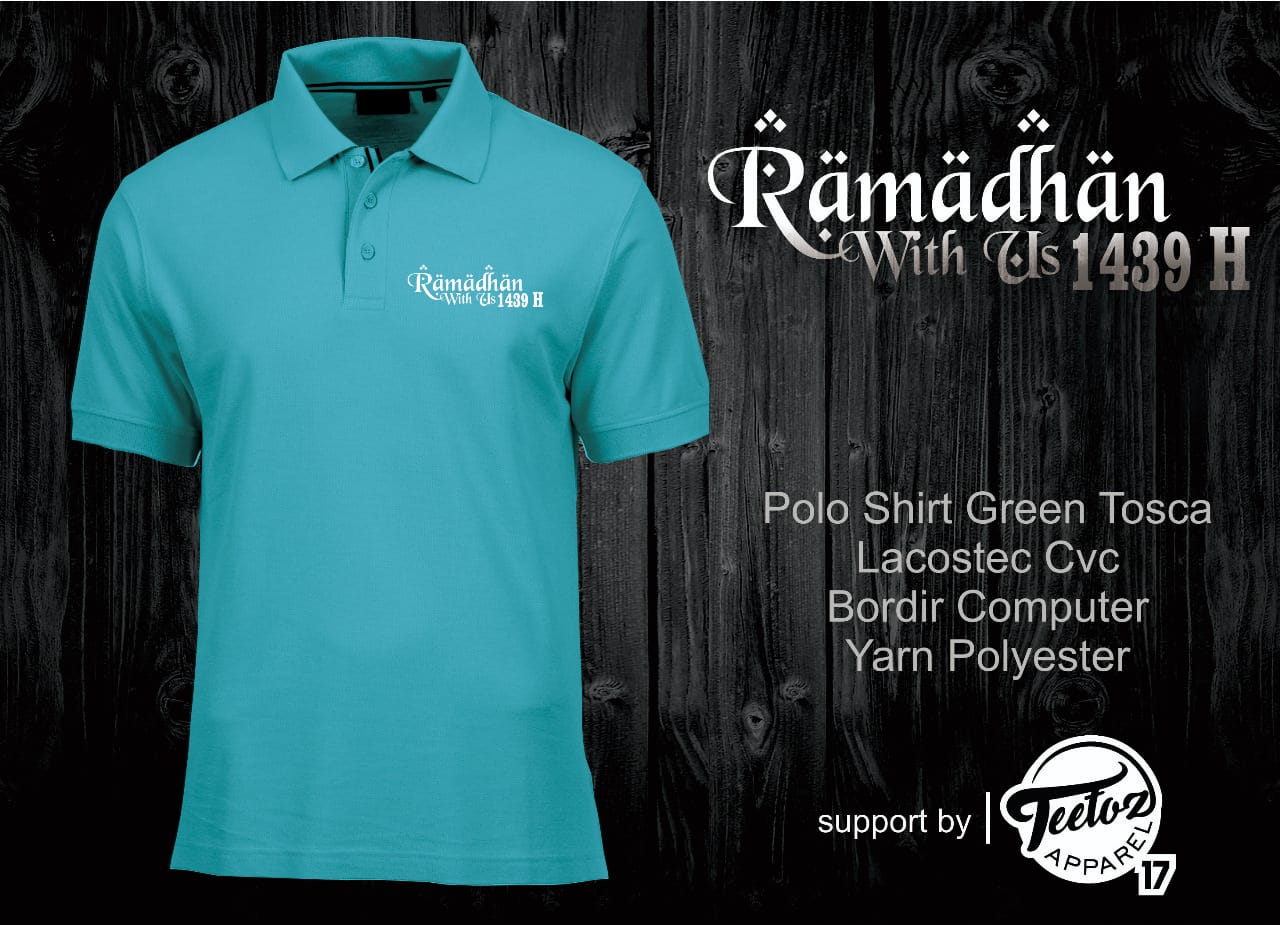 Rämädhän
With Us 1439 H
Rämädhän
With Us 1439 H
Polo Shirt Green Tosca
Lacostec Cvc
Bordir Computer
Yarn Polyester
support by
Teetoz
APPAREL
17